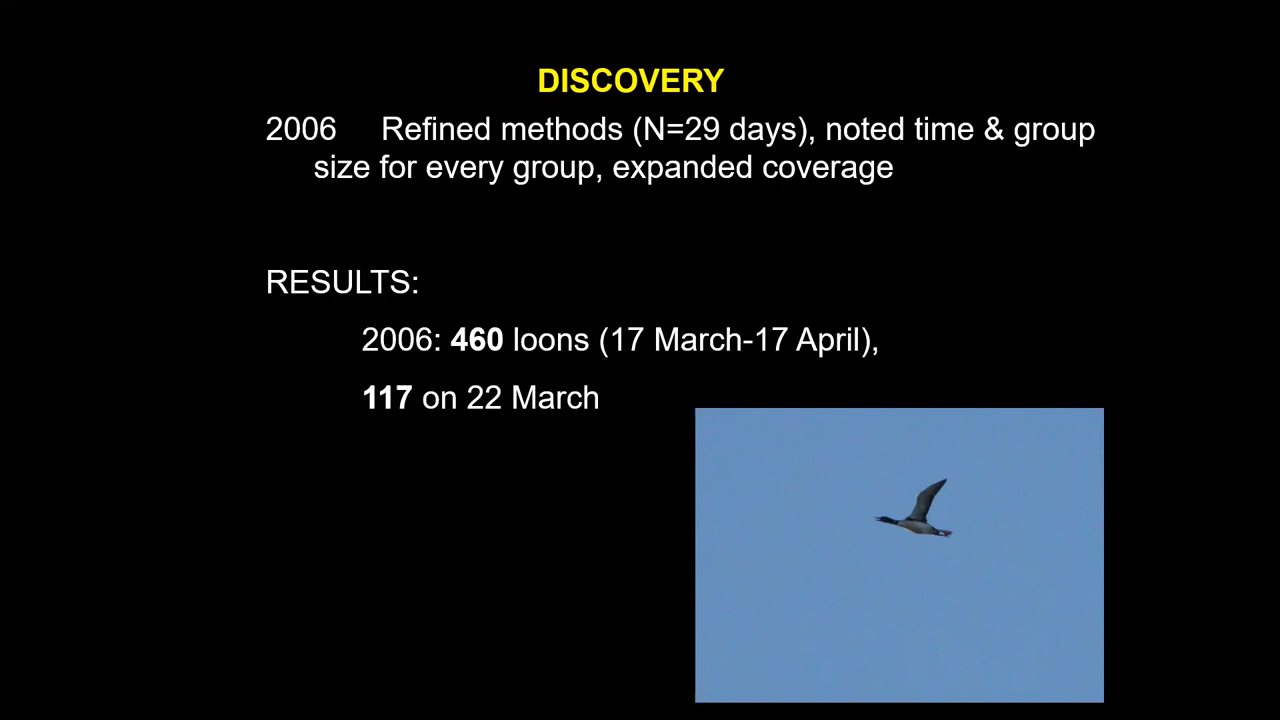 DISCOVERY
2006 Refined methods (N=29 days), noted time & group
size for every group, expanded coverage
RESULTS:
2006: 460 loons (17 March-17 April),
117 on 22 March